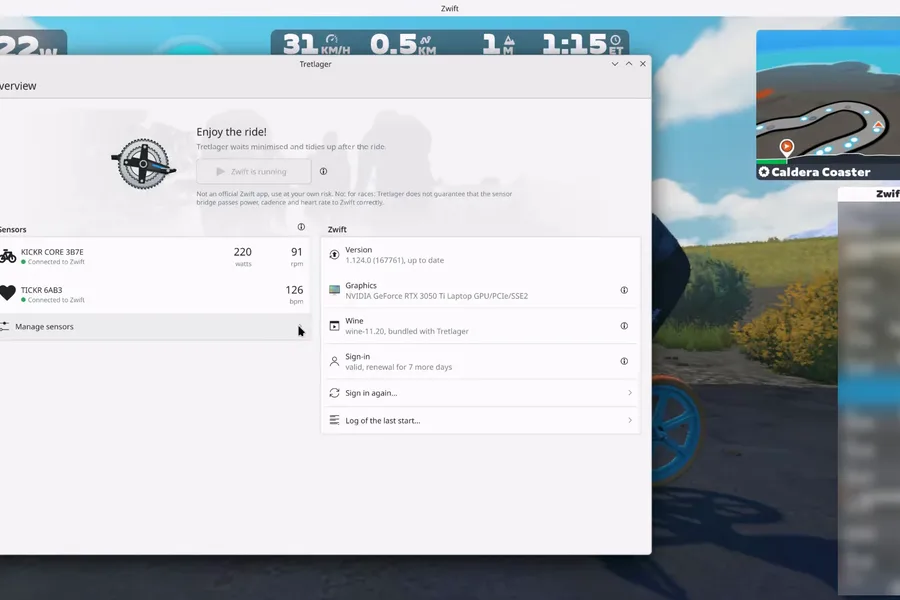 Zwift
22W
31 KM/H 0.5 KM 1 M 1:15 ET
Tretlager
verview
Enjoy the ride!
Tretlager waits minimised and tidies up after the ride
Zwift is running
Not an official Zwift app, use at your own risk. No: for races: Tretlager does not guarantee that the sensor
bridge passes power, cadence and heart rate to Zwift correctly.
Sensors
KICKR CORE 3B7E
Connected to Zwift
220
watts
91
rpm
TICKR 6AB3
Connected to Zwift
126
bpm
Manage sensors
Zwift
Version
1.124.0 (167761), up to date
Graphics
NVIDIA GeForce RTX 3050 Ti Laptop GPU/PCIe/SSE2
Wine
wine-11.20, bundled with Tretlager
Sign-in
valid, renewal for 7 more days
Sign in again...
Log of the last start...
Caldera Coaster
Zwif